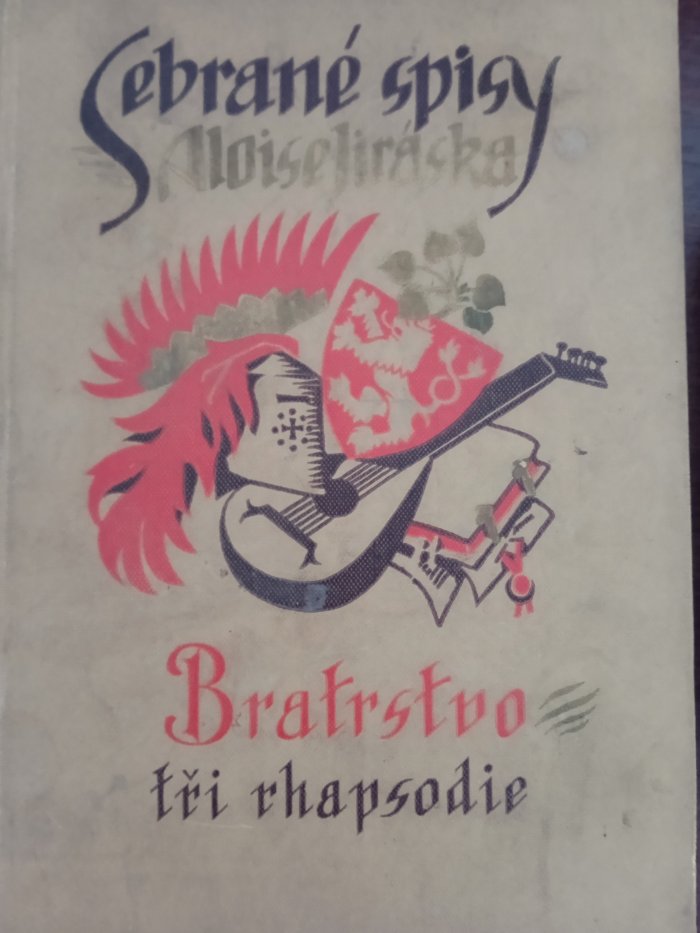 Sebrané spisy
Aloise Jiráska
Bratrstvo
tři rhapsodie